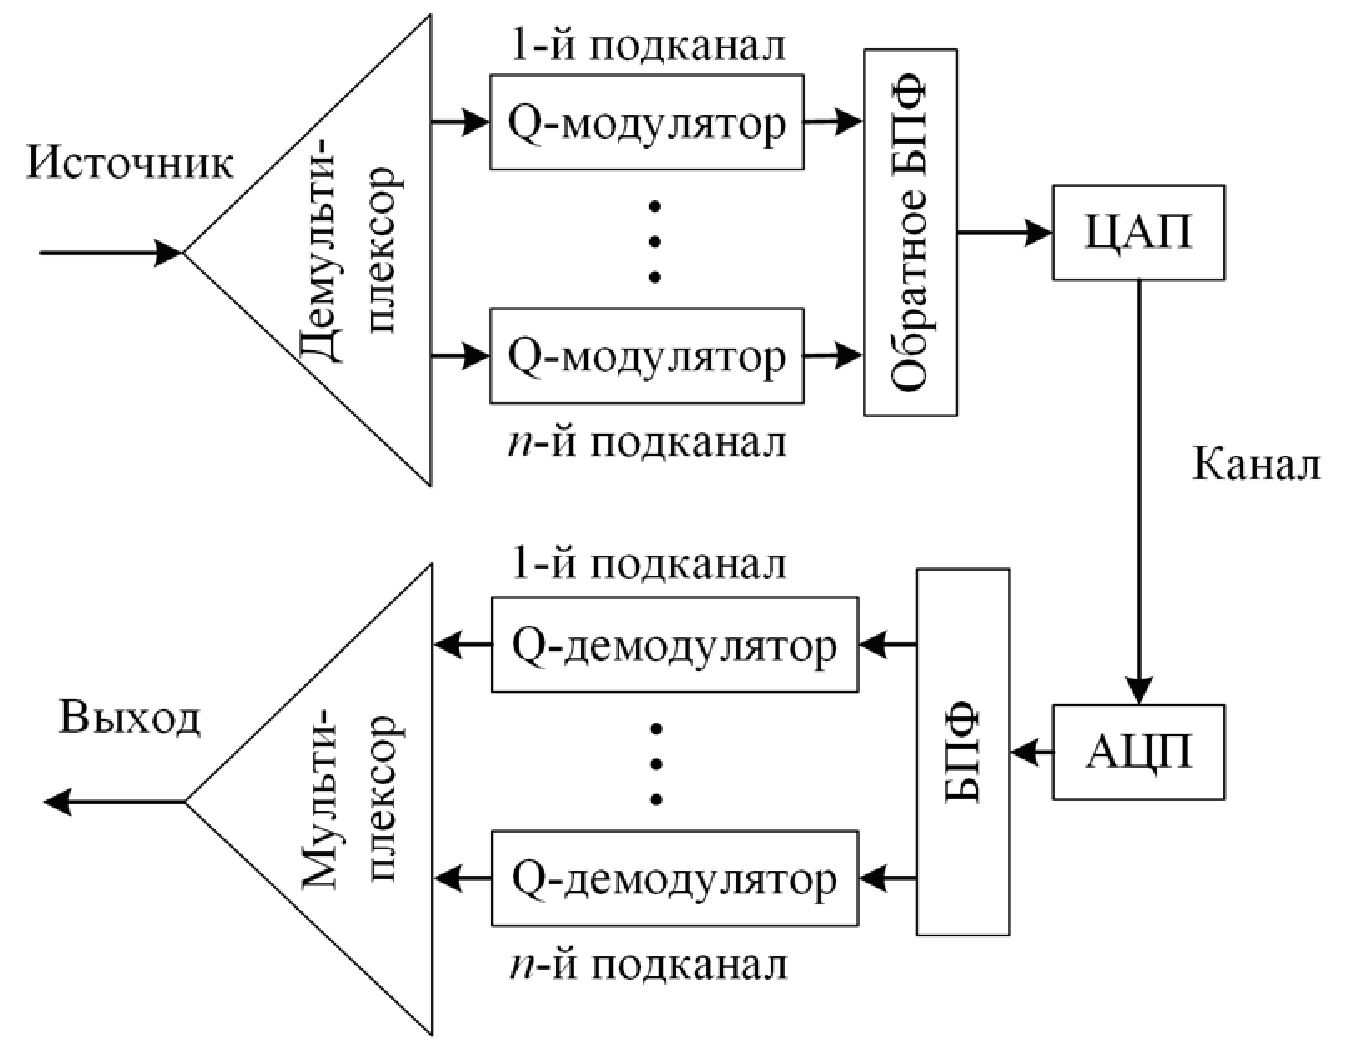 1-й подканал
Источник
Демульти-
плексор
Q-модулятор
Q-модулятор
n-й подканал
Обратное БПФ
ЦАП
Канал
АЦП
БПФ
1-й подканал
Q-демодулятор
Q-демодулятор
n-й подканал
Мульти-
плексор
Выход